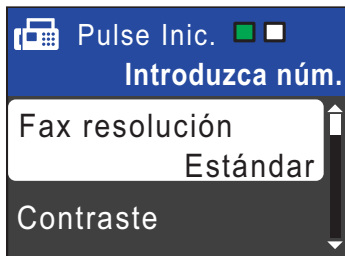 Pulse Inic.
Introduzca núm.
Fax resolución
Estándar
Contraste